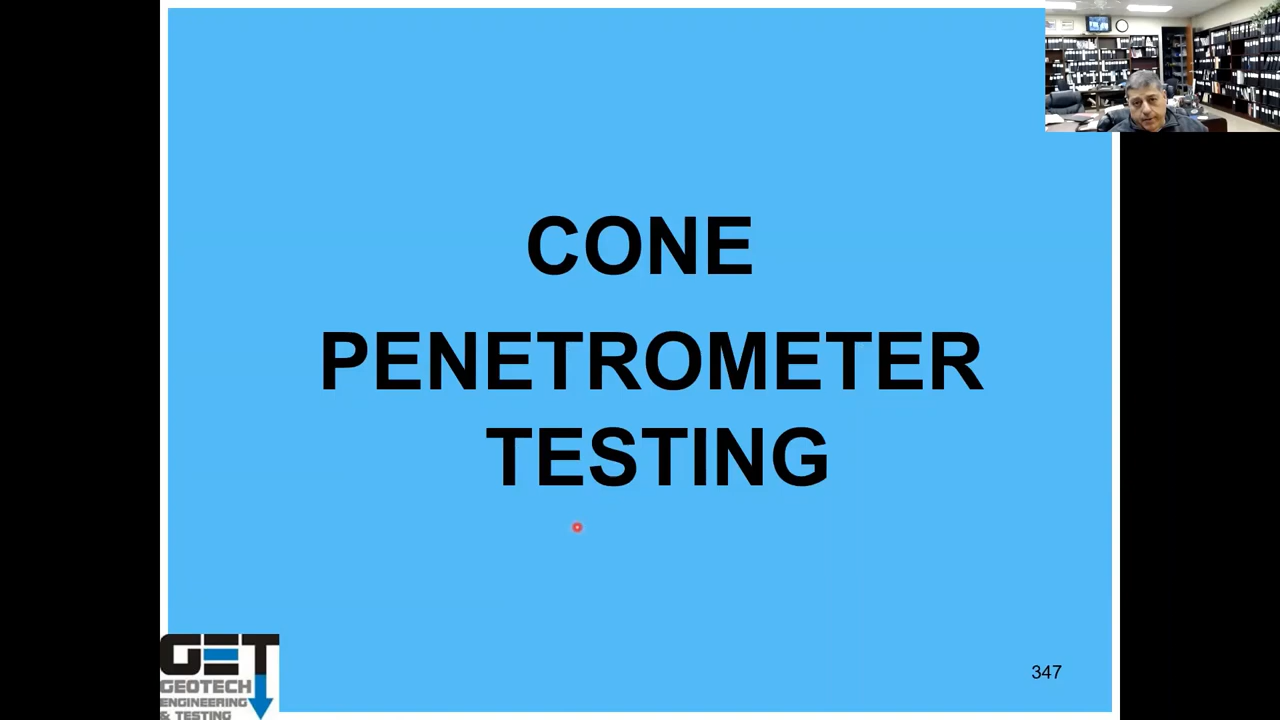 CONE
PENETROMETER
TESTING
347
GET
GEOTECH
ENGINEERING
& TESTING